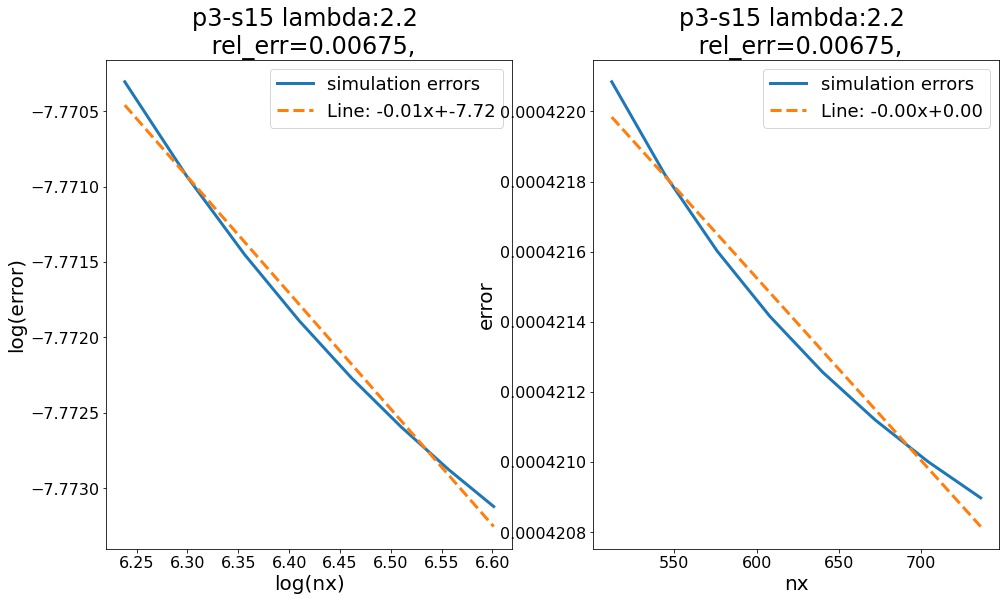 p3-s15 lambda:2.2
rel_err=0.00675,
simulation errors
Line: -0.01x+-7.72
−7.7705
−7.7710
−7.7715
−7.7720
−7.7725
−7.7730
log(error)
6.25 6.30 6.35 6.40 6.45 6.50 6.55 6.60
log(nx)
p3-s15 lambda:2.2
rel_err=0.00675,
simulation errors
Line: -0.00x+0.00
0.0004220
0.0004218
0.0004216
0.0004214
0.0004212
0.0004210
0.0004208
error
550 600 650 700
nx